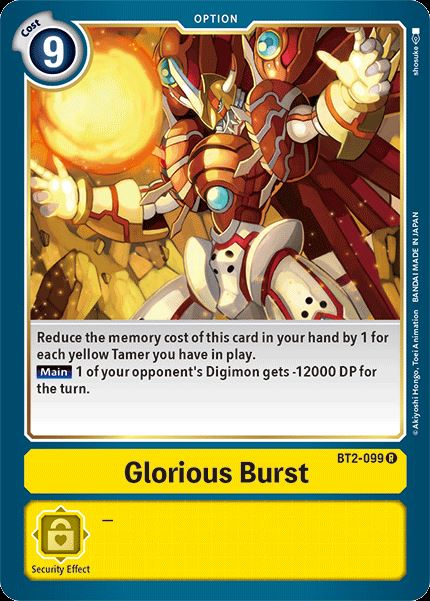 OPTION
Cost
9
shosuke
©Akiyoshi Hongo, Toei Animation BANDAI MADE IN JAPAN
Reduce the memory cost of this card in your hand by 1 for
each yellow Tamer you have in play.
Main 1 of your opponent's Digimon gets -12000 DP for
the turn.
BT2-099 R
Glorious Burst
–
Security Effect